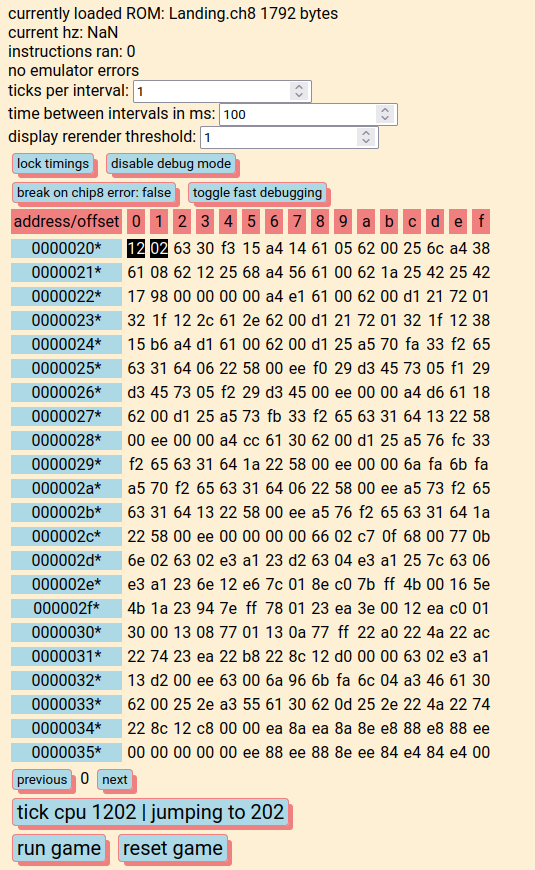 currently loaded ROM: Landing.ch8 1792 bytes
current hz: NaN
instructions ran: 0
no emulator errors
ticks per interval: 1
time between intervals in ms: 100
display rerender threshold: 1
lock timings disable debug mode
break on chip8 error: false toggle fast debugging
address/offset 0 1 2 3 4 5 6 7 8 9 a b c d e f
0000020* 12 02 63 30 f3 15 a4 14 61 05 62 00 25 6c a4 38
0000021* 61 08 62 12 25 68 a4 56 61 00 62 1a 25 42 25 42
0000022* 17 98 00 00 00 00 a4 e1 61 00 62 00 d1 21 72 01
0000023* 32 1f 12 2c 61 2e 62 00 d1 21 72 01 32 1f 12 38
0000024* 15 b6 a4 d1 61 00 62 00 d1 25 a5 70 fa 33 f2 65
0000025* 63 31 64 06 22 58 00 ee f0 29 d3 45 73 05 f1 29
0000026* d3 45 73 05 f2 29 d3 45 00 ee 00 00 a4 d6 61 18
0000027* 62 00 d1 25 a5 73 fb 33 f2 65 63 31 64 13 22 58
0000028* 00 ee 00 00 a4 cc 61 30 62 00 d1 25 a5 76 fc 33
0000029* f2 65 63 31 64 1a 22 58 00 ee 00 00 6a fa 6b fa
000002a* a5 70 f2 65 63 31 64 06 22 58 00 ee a5 73 f2 65
000002b* 63 31 64 13 22 58 00 ee a5 76 f2 65 63 31 64 1a
000002c* 22 58 00 ee 00 00 00 00 66 02 c7 0f 68 00 77 0b
000002d* 6e 02 63 02 e3 a1 23 d2 63 04 e3 a1 25 7c 63 06
000002e* e3 a1 23 6e 12 e6 7c 01 8e c0 7b ff 4b 00 16 5e
000002f* 4b 1a 23 94 7e ff 78 01 23 ea 3e 00 12 ea c0 01
0000030* 30 00 13 08 77 01 13 0a 77 ff 22 a0 22 4a 22 ac
0000031* 22 74 23 ea 22 b8 22 8c 12 d0 00 00 63 02 e3 a1
0000032* 13 d2 00 ee 63 00 6a 96 6b fa 6c 04 a3 46 61 30
0000033* 62 00 25 2e a3 55 61 30 62 0d 25 2e 22 4a 22 74
0000034* 22 8c 12 c8 00 00 ea 8a ea 8a 8e e8 88 e8 88 ee
0000035* 00 00 00 00 00 ee 88 ee 88 8e ee 84 e4 84 e4 00
previous 0 next
tick cpu 1202 | jumping to 202
run game reset game